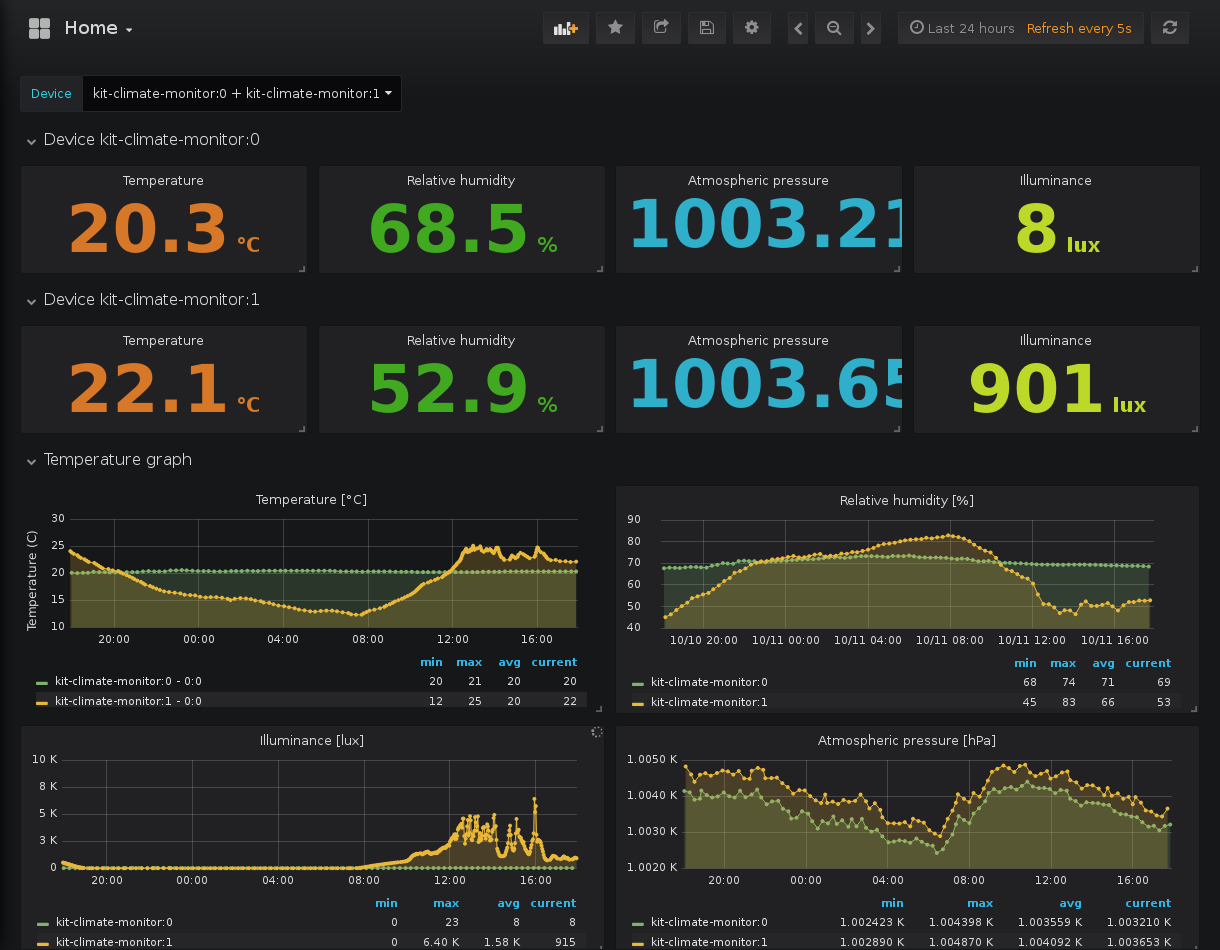 Home
Last 24 hours Refresh every 5s
Device kit-climate-monitor:0 + kit-climate-monitor:1
Device kit-climate-monitor:0
Temperature Relative humidity Atmospheric pressure Illuminance
20.3 °C 68.5 % 1003.21 8 lux
Device kit-climate-monitor:1
Temperature Relative humidity Atmospheric pressure Illuminance
22.1 °C 52.9 % 1003.65 901 lux
Temperature graph
Temperature [°C]
Temperature (C)
30
25
20
15
10
20:00 00:00 04:00 08:00 12:00 16:00
min max avg current
kit-climate-monitor:0 - 0:0 20 21 20 20
kit-climate-monitor:1 - 0:0 12 25 20 22
Relative humidity [%]
90
80
70
60
50
40
10/10 20:00 10/11 00:00 10/11 04:00 10/11 08:00 10/11 12:00 10/11 16:00
min max avg current
kit-climate-monitor:0 68 74 71 69
kit-climate-monitor:1 45 83 66 53
Illuminance [lux]
10 K
8 K
5 K
3 K
0
20:00 00:00 04:00 08:00 12:00 16:00
min max avg current
kit-climate-monitor:0 0 23 8 8
kit-climate-monitor:1 0 6.40 K 1.58 K 915
Atmospheric pressure [hPa]
1.0050 K
1.0040 K
1.0030 K
1.0020 K
20:00 00:00 04:00 08:00 12:00 16:00
min max avg current
kit-climate-monitor:0 1.002423 K 1.004398 K 1.003559 K 1.003210 K
kit-climate-monitor:1 1.002890 K 1.004870 K 1.004092 K 1.003653 K